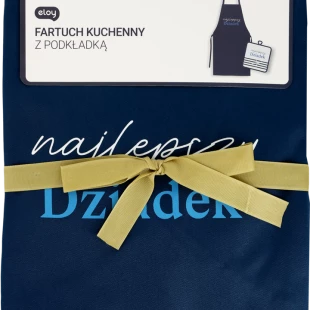 eloy
FARTUCH KUCHENNY
Z PODKŁADKĄ
najlepszy
Dziadek